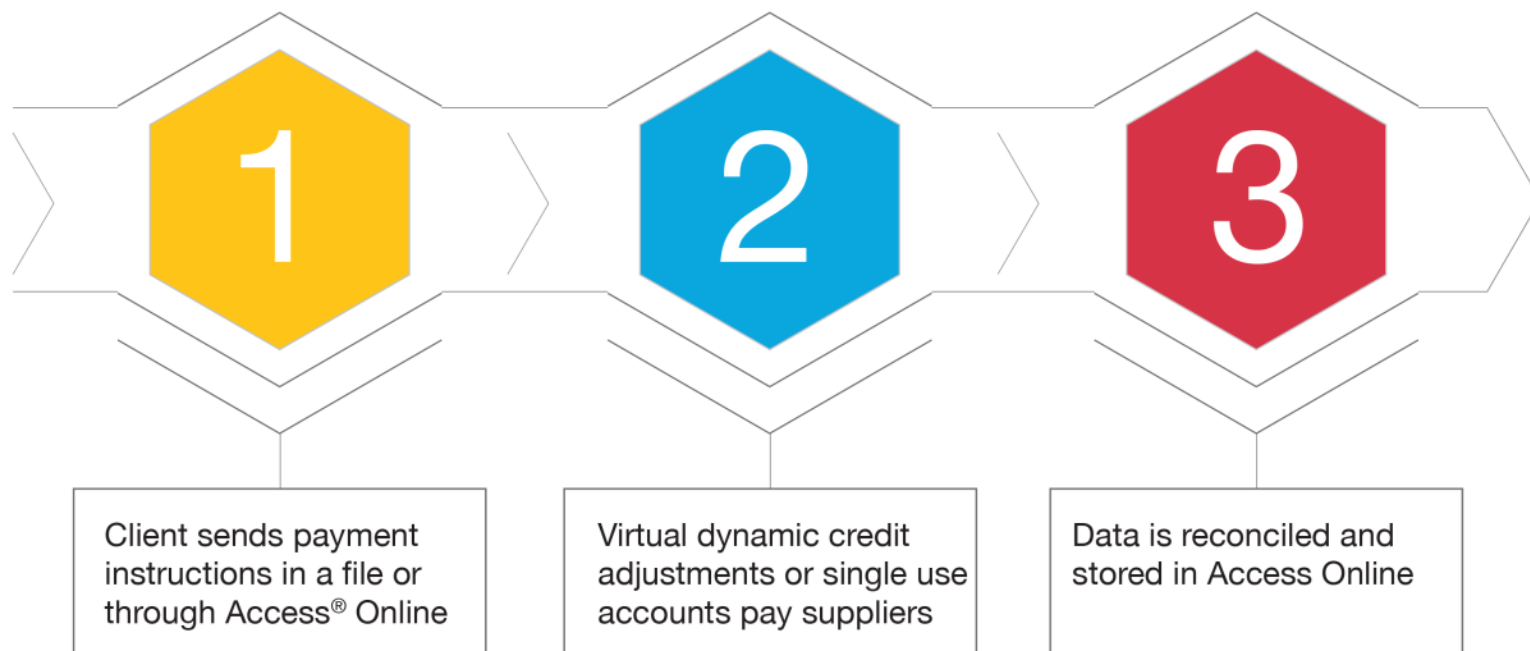 1
2
3
Client sends payment
instructions in a file or
through Access® Online
Virtual dynamic credit
adjustments or single use
accounts pay suppliers
Data is reconciled and
stored in Access Online